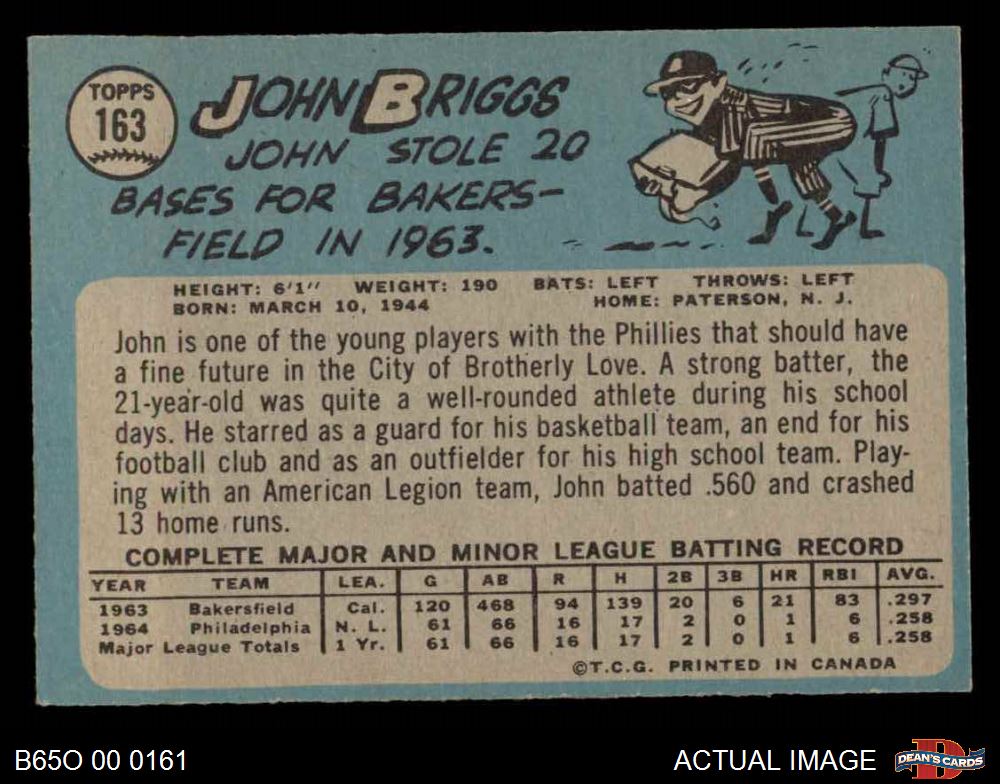 TOPPS
163
JOHN BRIGGS
JOHN STOLE 20
BASES FOR BAKERS-
FIELD IN 1963.
HEIGHT: 6'1" WEIGHT: 190 BATS: LEFT THROWS: LEFT
BORN: MARCH 10, 1944 HOME: PATERSON, N. J.
John is one of the young players with the Phillies that should have
a fine future in the City of Brotherly Love. A strong batter, the
21-year-old was quite a well-rounded athlete during his school
days. He starred as a guard for his basketball team, an end for his
football club and as an outfielder for his high school team. Play-
ing with an American Legion team, John batted .560 and crashed
13 home runs.
COMPLETE MAJOR AND MINOR LEAGUE BATTING RECORD
YEAR TEAM LEA. G AB R H 2B 3B HR RBI AVG.
1963 Bakersfield Cal. 120 468 94 139 20 6 21 83 .297
1964 Philadelphia N. L. 61 66 16 17 2 0 1 6 .258
Major League Totals 1 Yr. 61 66 16 17 2 0 1 6 .258
©T.C.G. PRINTED IN CANADA
B65O 00 0161
ACTUAL IMAGE
D
DEAN'S CARDS